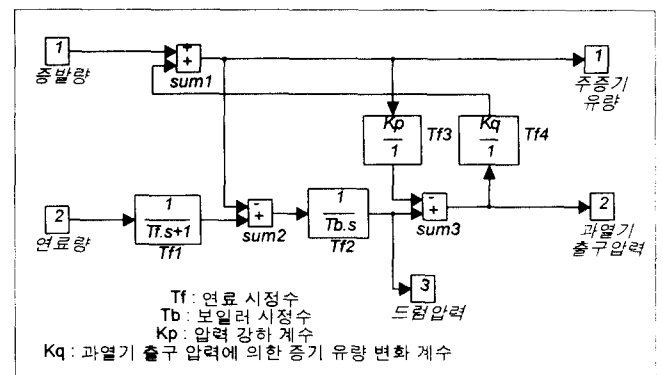 1
증발량
+
+
sum1
1
주증기
유량
Kp
1
Tf3
Kq
1
Tf4
2
연료량
1
Tf.s+1
Tf1
-
+
sum2
1
Tb.s
Tf2
-
+
sum3
2
과열기
출구압력
3
드럼압력
Tf : 연료 시정수
Tb : 보일러 시정수
Kp : 압력 강하 계수
Kq : 과열기 출구 압력에 의한 증기 유량 변화 계수